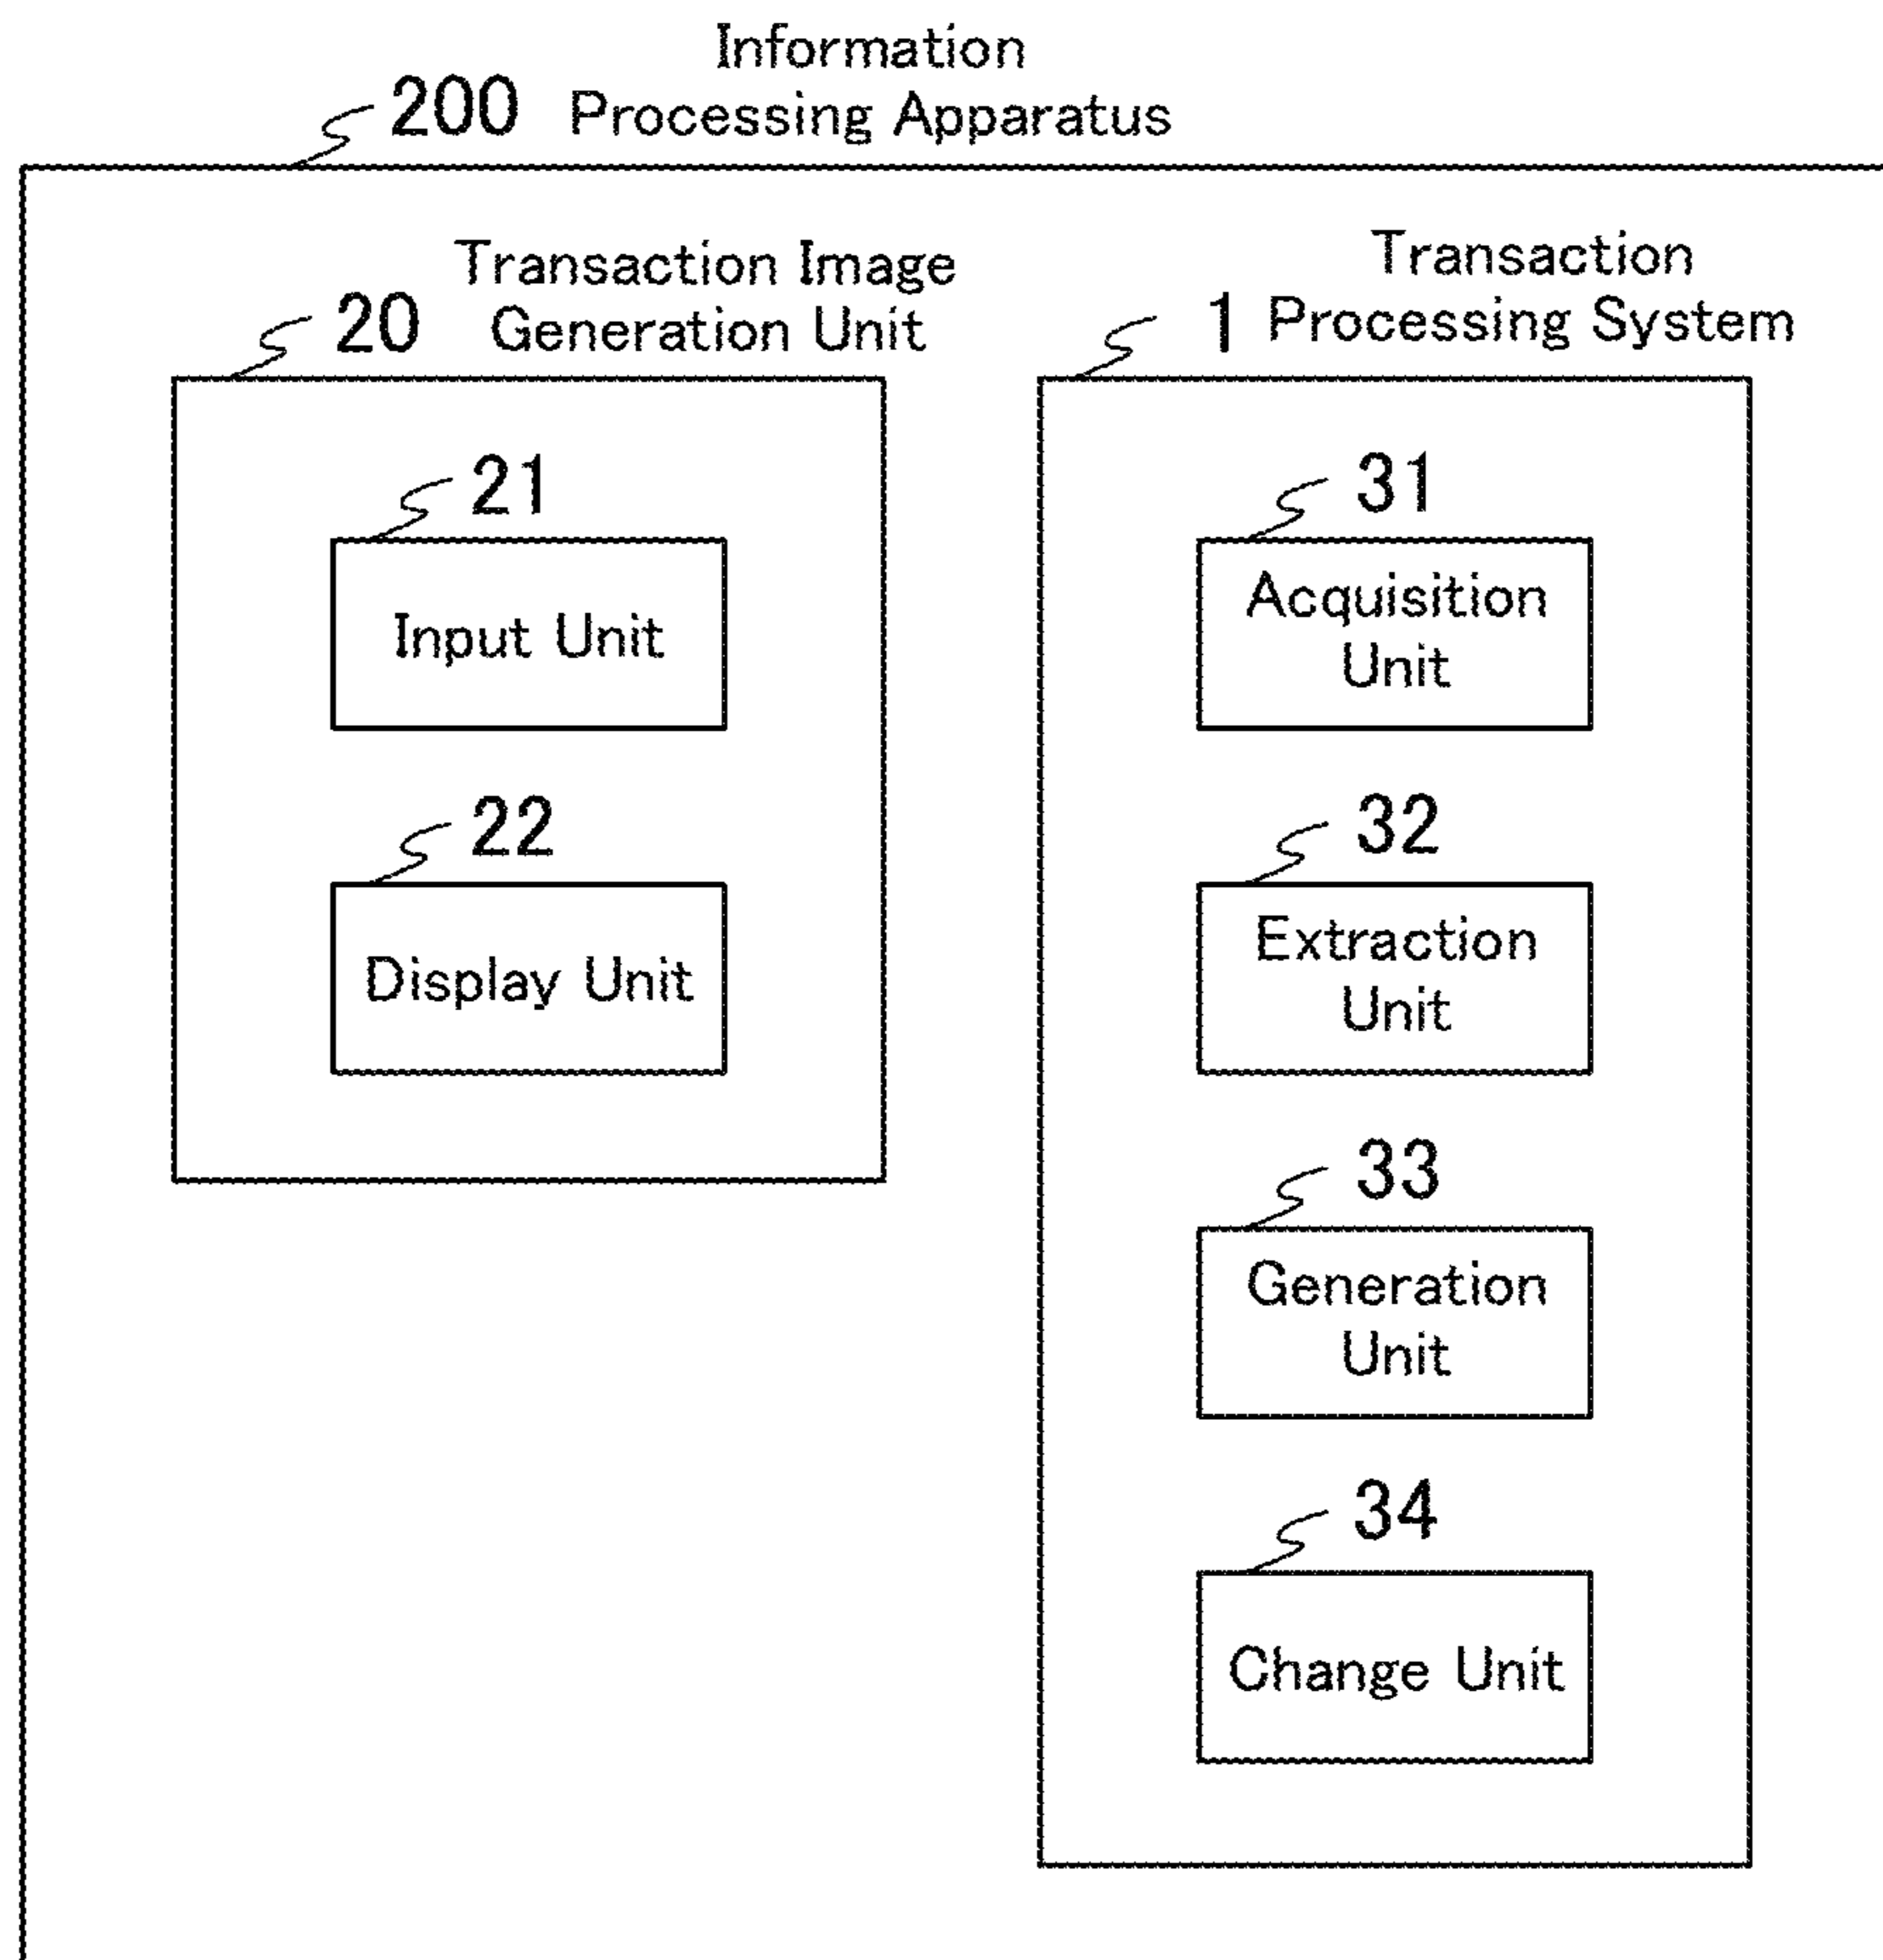 Information
200 Processing Apparatus
Transaction Image
20 Generation Unit
21
Input Unit
22
Display Unit
Transaction
1 Processing System
31
Acquisition
Unit
32
Extraction
Unit
33
Generation
Unit
34
Change Unit